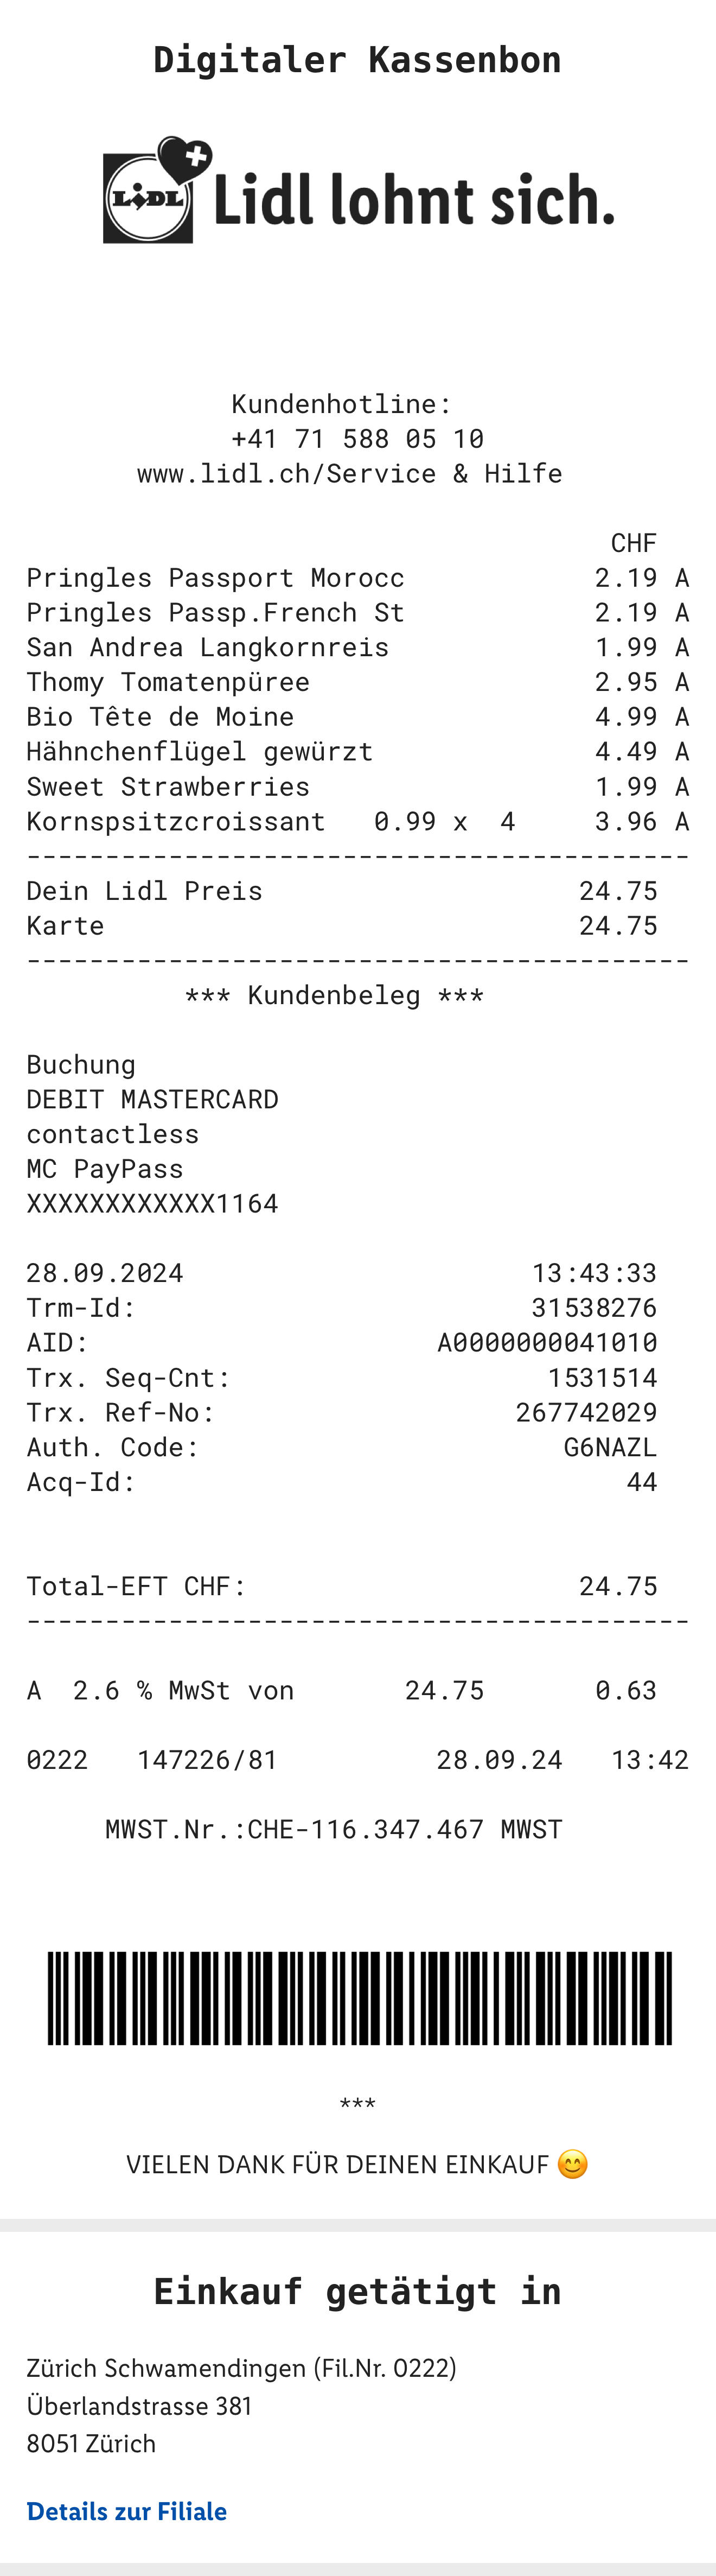 Digitaler Kassenbon
LIDL Lidl lohnt sich.
Kundenhotline:
+41 71 588 05 10
www.lidl.ch/Service & Hilfe
CHF
Pringles Passport Morocc 2.19 A
Pringles Passp.French St 2.19 A
San Andrea Langkornreis 1.99 A
Thomy Tomatenpüree 2.95 A
Bio Tête de Moine 4.99 A
Hähnchenflügel gewürzt 4.49 A
Sweet Strawberries 1.99 A
Kornspsitzcroissant 0.99 x 4 3.96 A
------------------------------------------
Dein Lidl Preis 24.75
Karte 24.75
------------------------------------------
*** Kundenbeleg ***
Buchung
DEBIT MASTERCARD
contactless
MC PayPass
XXXXXXXXXXXX1164
28.09.2024 13:43:33
Trm-Id: 31538276
AID: A0000000041010
Trx. Seq-Cnt: 1531514
Trx. Ref-No: 267742029
Auth. Code: G6NAZL
Acq-Id: 44
Total-EFT CHF: 24.75
------------------------------------------
A 2.6 % MwSt von 24.75 0.63
0222 147226/81 28.09.24 13:42
MWST.Nr.:CHE-116.347.467 MWST
***
VIELEN DANK FÜR DEINEN EINKAUF 😊
Einkauf getätigt in
Zürich Schwamendingen (Fil.Nr. 0222)
Überlandstrasse 381
8051 Zürich
Details zur Filiale